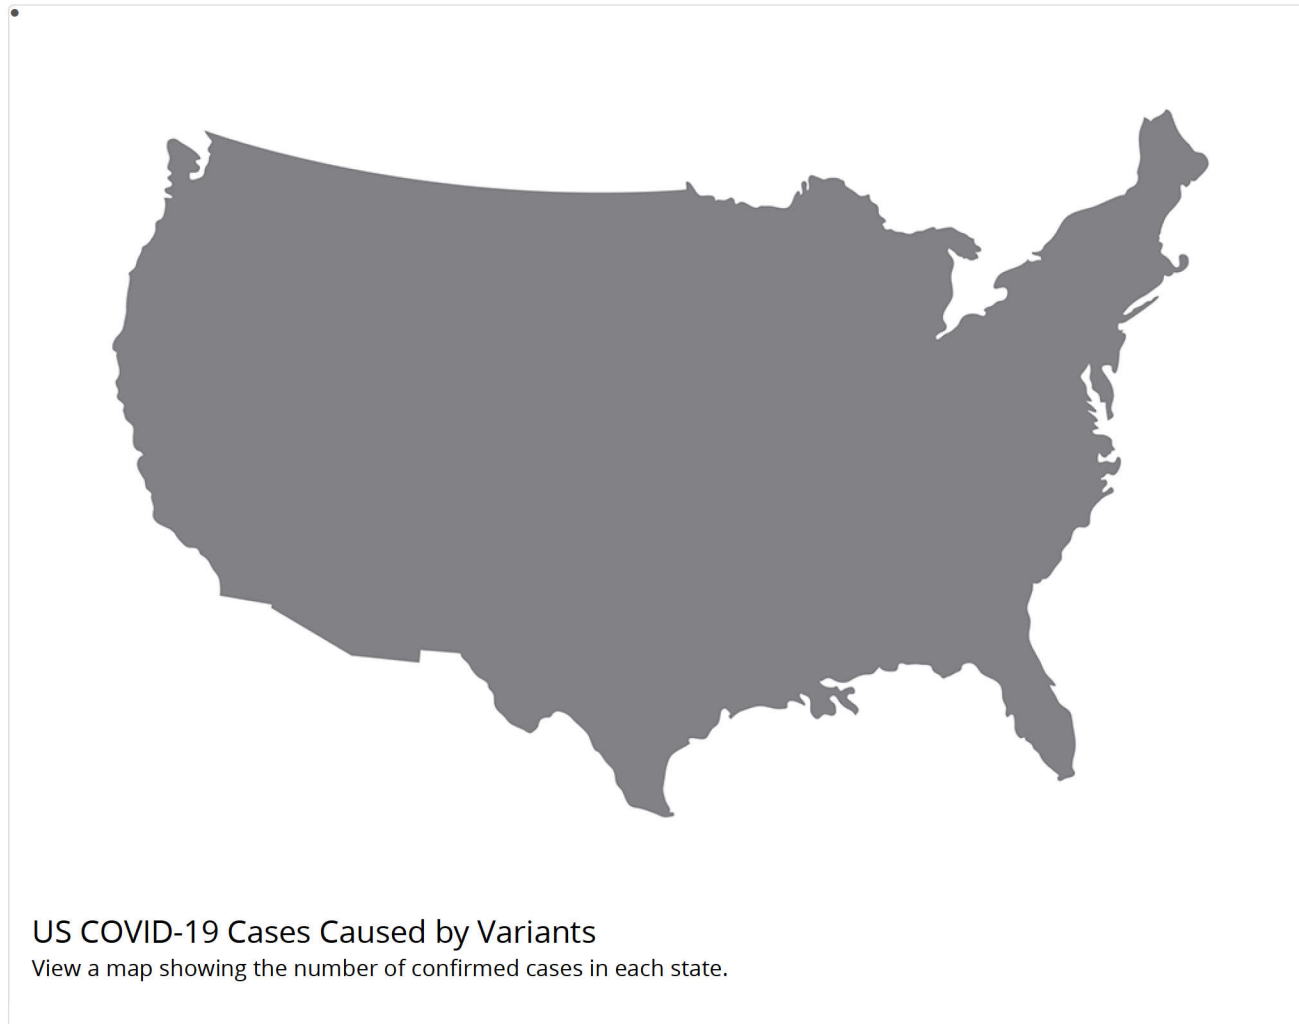 US COVID-19 Cases Caused by Variants
View a map showing the number of confirmed cases in each state.